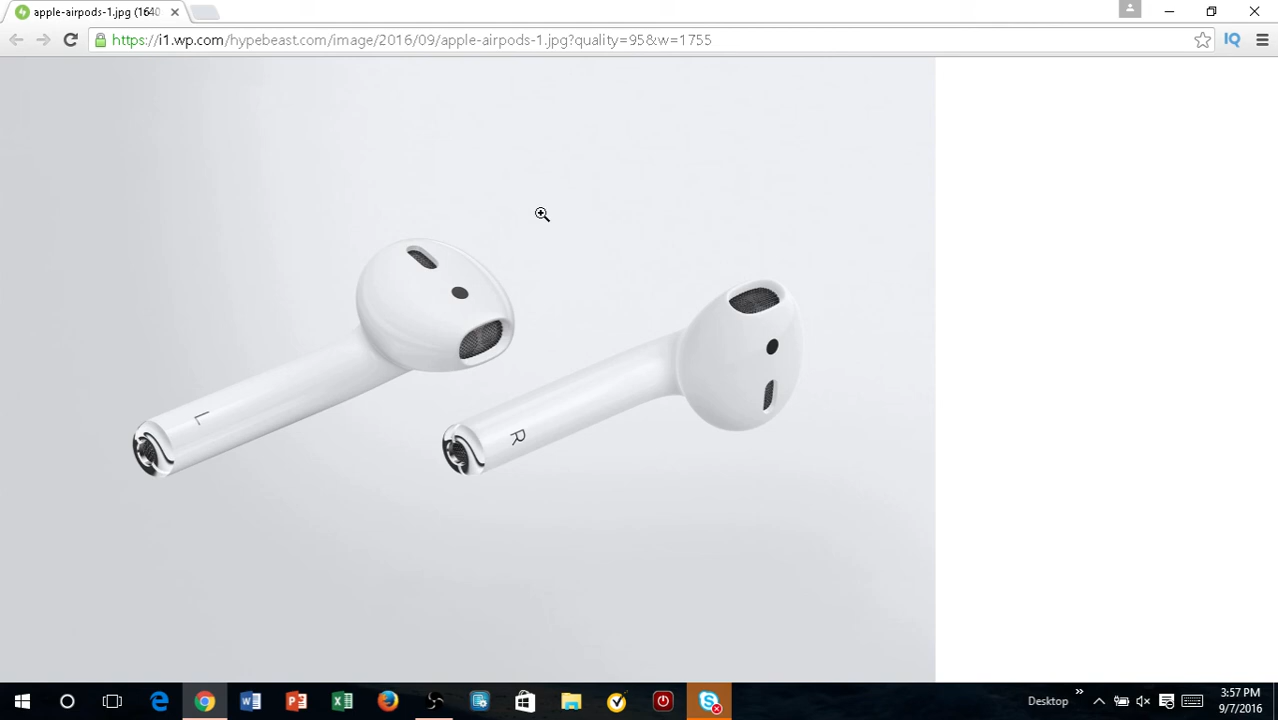 apple-airpods-1.jpg (1640
https://i1.wp.com/hypebeast.com/image/2016/09/apple-airpods-1.jpg?quality=95&w=1755
IQ
L
R
Desktop
3:57 PM
9/7/2016